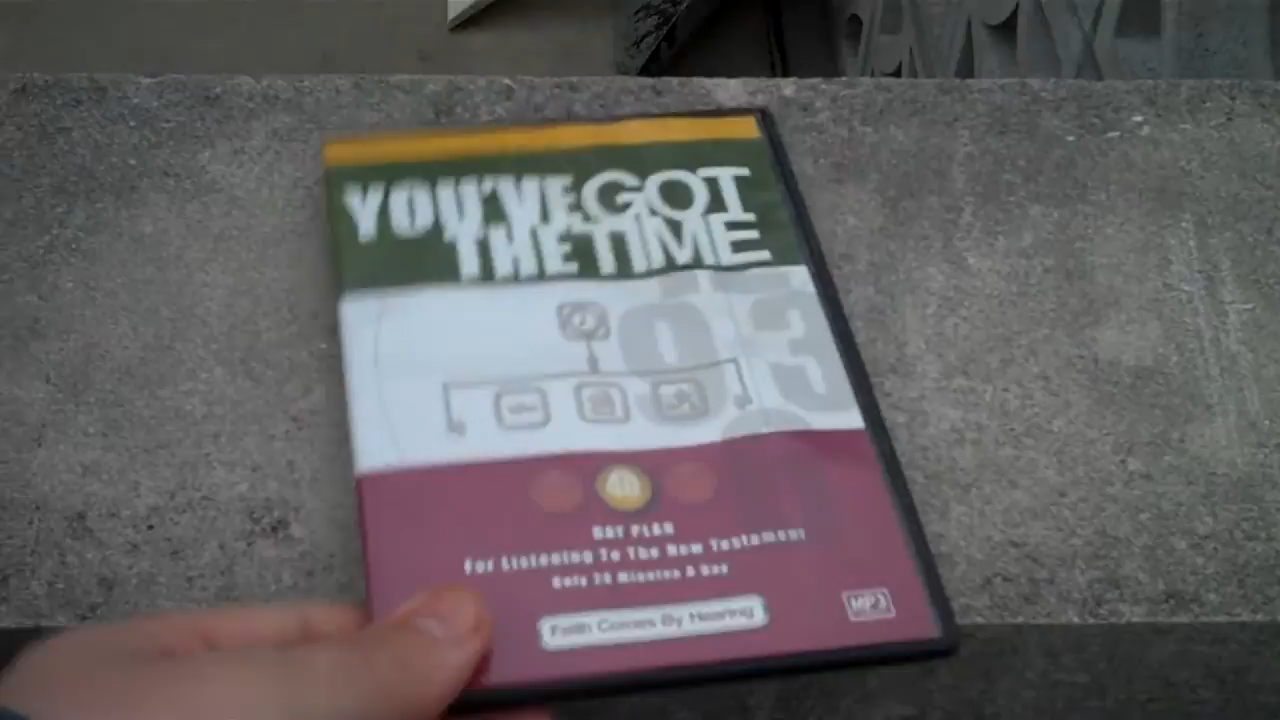 YOU'VE GOT
THE TIME
40
DAY PLAN
For Listening To The New Testament
Only 28 Minutes A Day
Faith Comes By Hearing
MP3